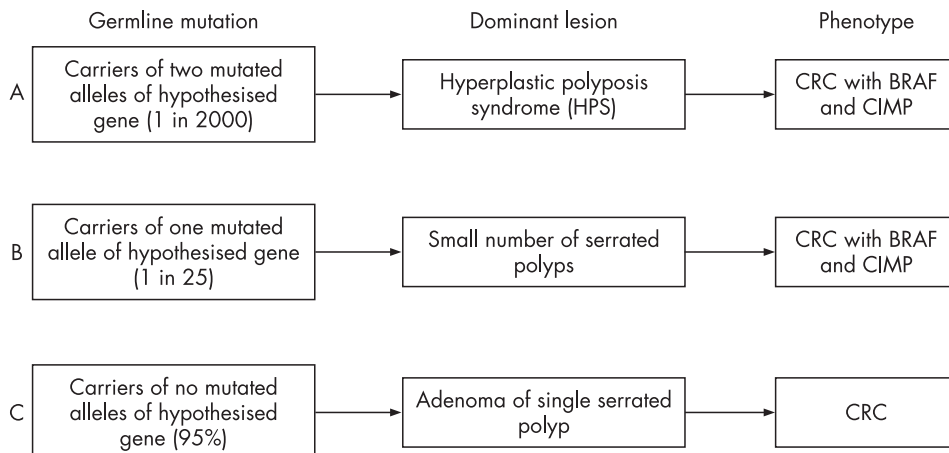 Germline mutation
Dominant lesion
Phenotype
A
Carriers of two mutated
alleles of hypothesised
gene (1 in 2000)
Hyperplastic polyposis
syndrome (HPS)
CRC with BRAF
and CIMP
B
Carriers of one mutated
allele of hypothesised gene
(1 in 25)
Small number of serrated
polyps
CRC with BRAF
and CIMP
C
Carriers of no mutated
alleles of hypothesised
gene (95%)
Adenoma of single serrated
polyp
CRC